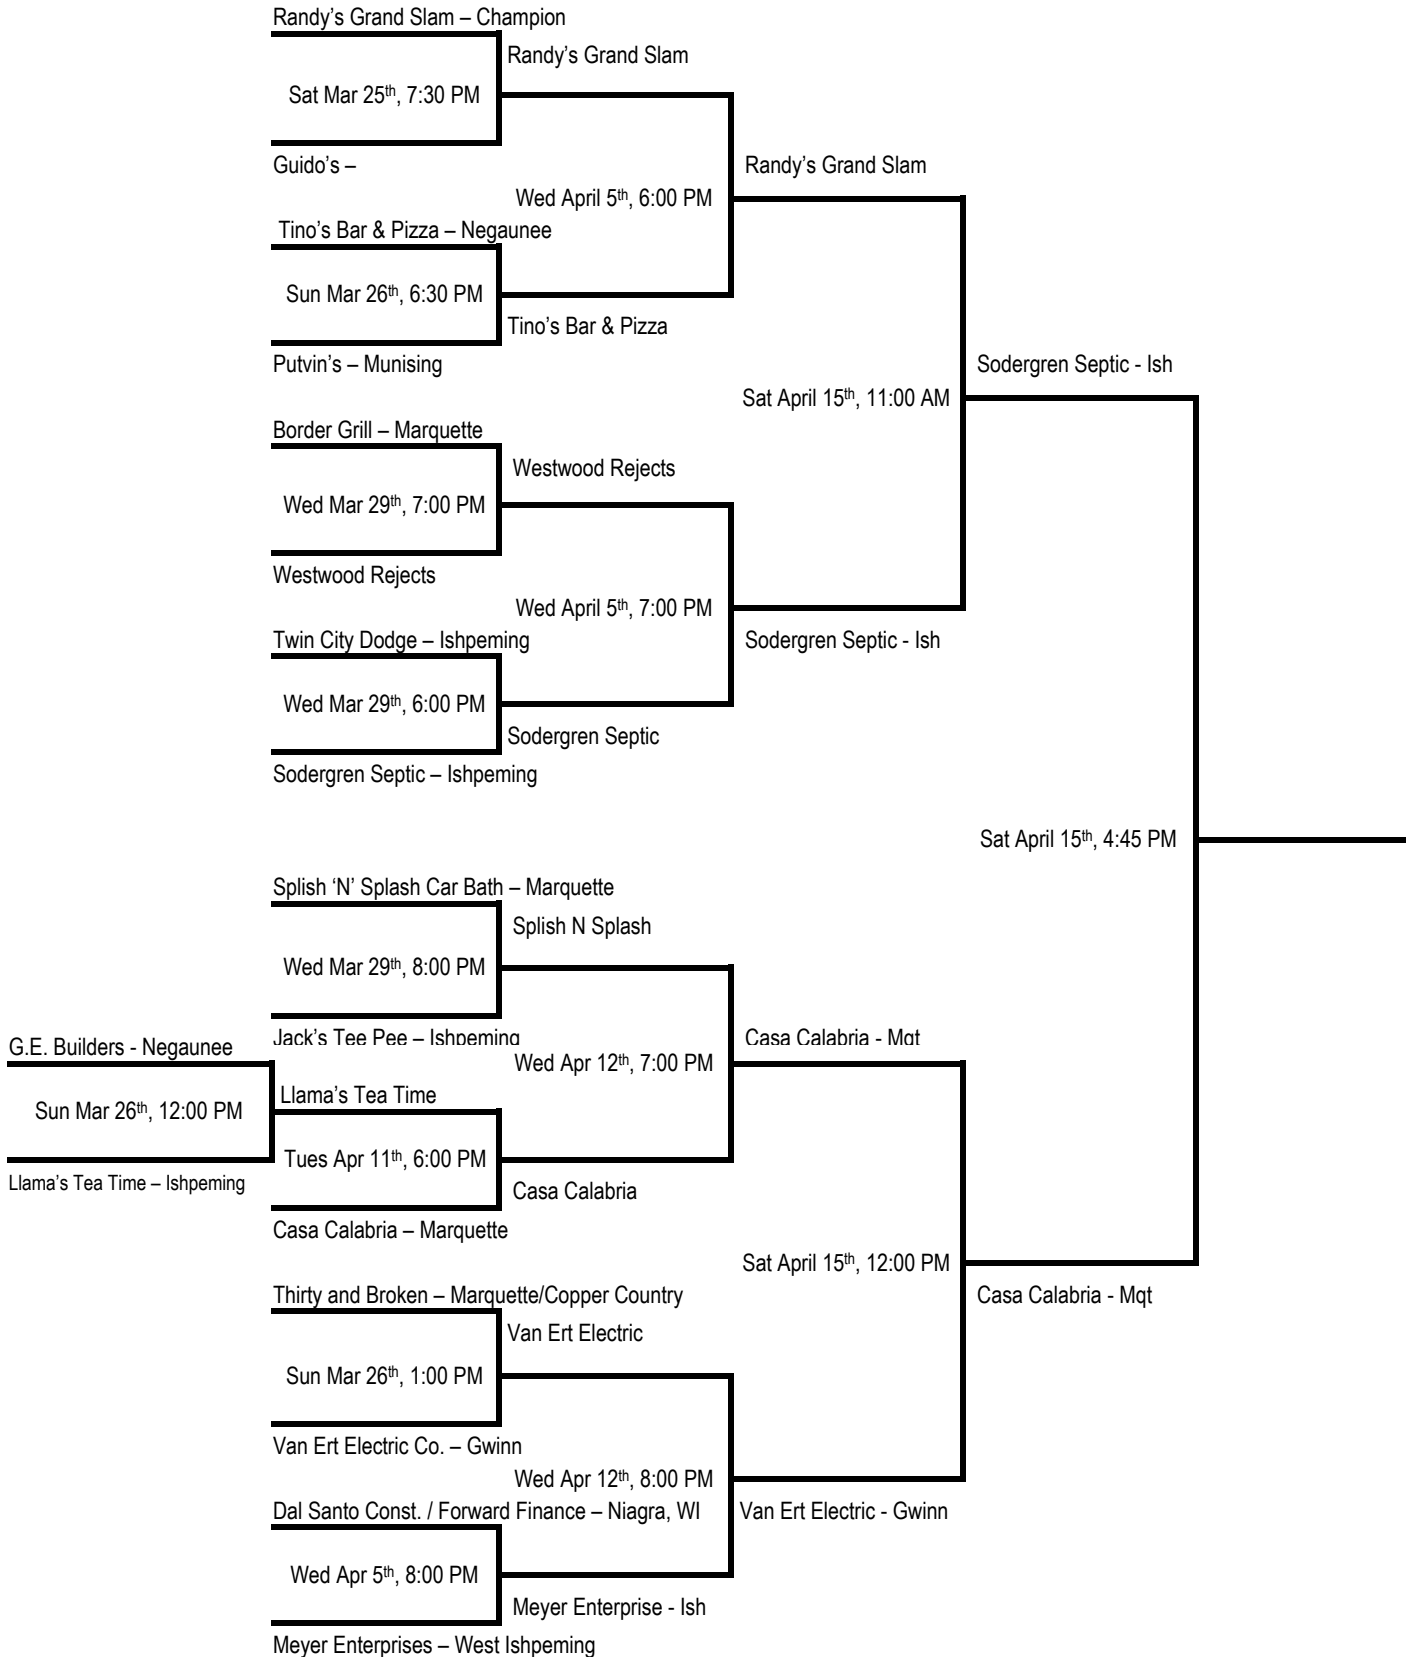 Randy’s Grand Slam – Champion
Randy’s Grand Slam
Sat Mar 25th, 7:30 PM
Guido’s –
Randy’s Grand Slam
Wed April 5th, 6:00 PM
Tino’s Bar & Pizza – Negaunee
Sun Mar 26th, 6:30 PM
Tino’s Bar & Pizza
Putvin’s – Munising
Sodergren Septic - Ish
Sat April 15th, 11:00 AM
Border Grill – Marquette
Westwood Rejects
Wed Mar 29th, 7:00 PM
Westwood Rejects
Wed April 5th, 7:00 PM
Twin City Dodge – Ishpeming
Sodergren Septic - Ish
Wed Mar 29th, 6:00 PM
Sodergren Septic
Sodergren Septic – Ishpeming
Sat April 15th, 4:45 PM
Splish ‘N’ Splash Car Bath – Marquette
Splish N Splash
Wed Mar 29th, 8:00 PM
Jack’s Tee Pee – Ishpeming
Casa Calabria - Mqt
G.E. Builders - Negaunee
Wed Apr 12th, 7:00 PM
Llama’s Tea Time
Sun Mar 26th, 12:00 PM
Tues Apr 11th, 6:00 PM
Llama’s Tea Time – Ishpeming
Casa Calabria
Casa Calabria – Marquette
Sat April 15th, 12:00 PM
Thirty and Broken – Marquette/Copper Country
Casa Calabria - Mqt
Van Ert Electric
Sun Mar 26th, 1:00 PM
Van Ert Electric Co. – Gwinn
Wed Apr 12th, 8:00 PM
Dal Santo Const. / Forward Finance – Niagra, WI
Van Ert Electric - Gwinn
Wed Apr 5th, 8:00 PM
Meyer Enterprise - Ish
Meyer Enterprises – West Ishpeming